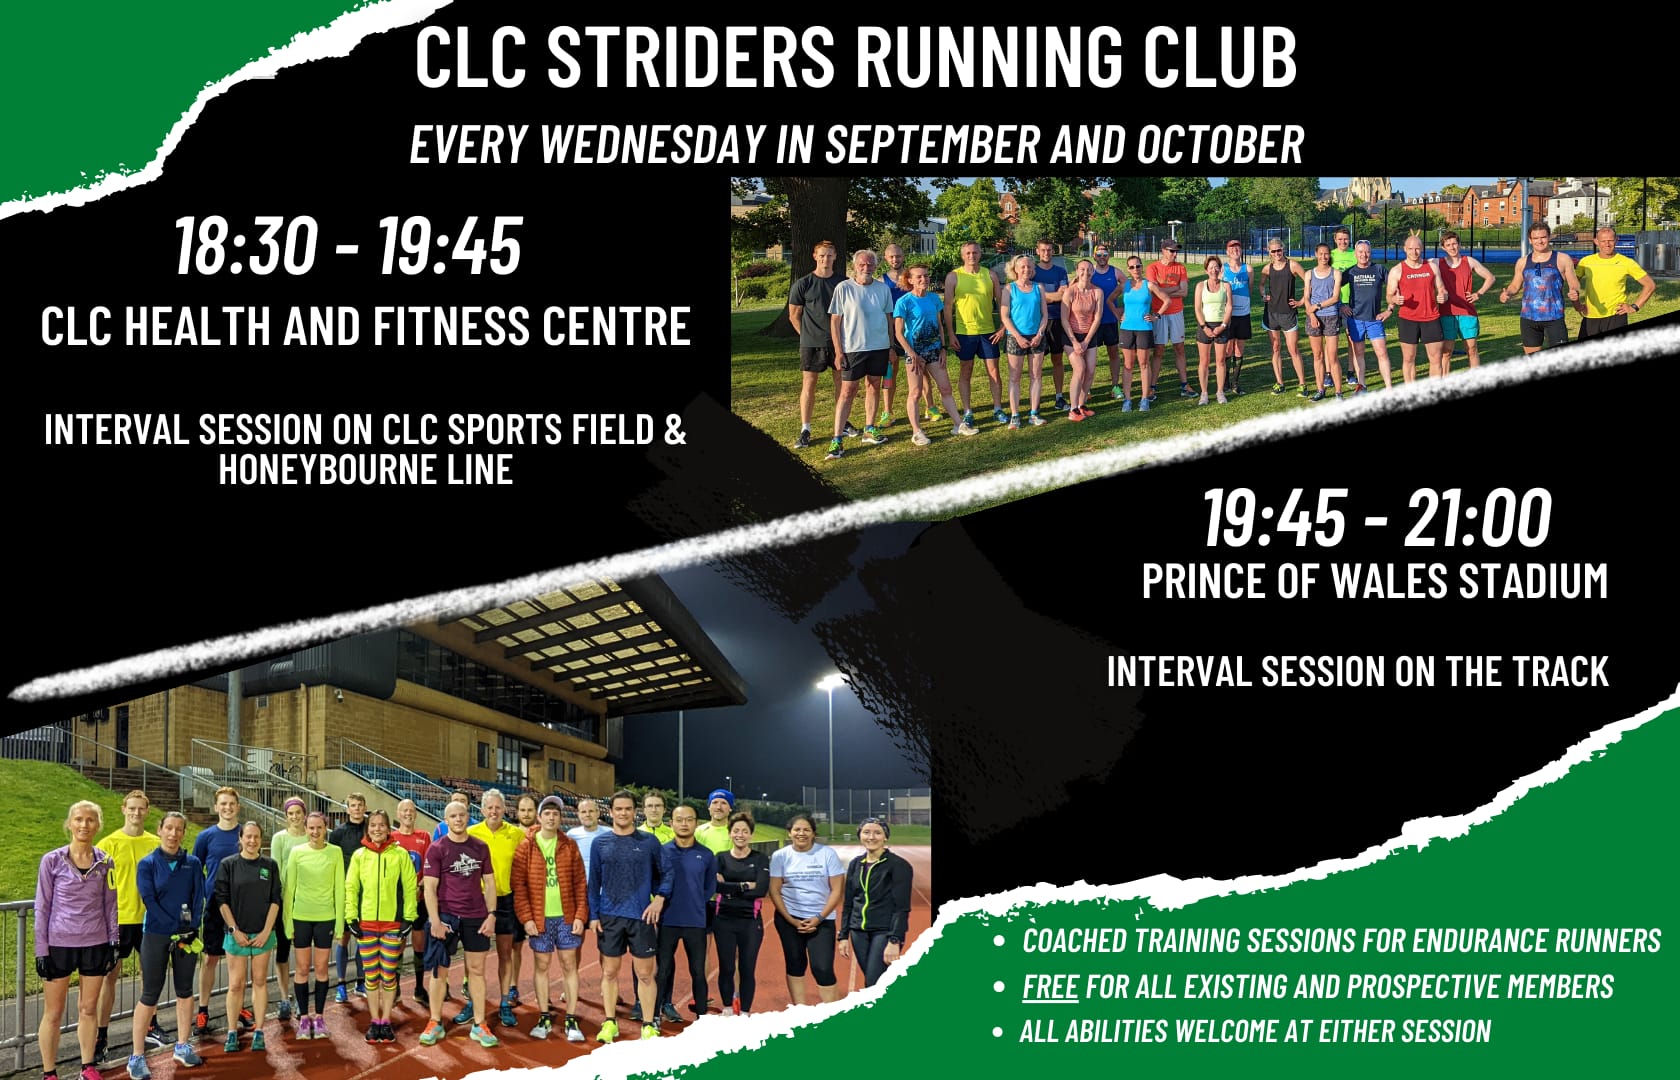 CLC STRIDERS RUNNING CLUB
EVERY WEDNESDAY IN SEPTEMBER AND OCTOBER
18:30 - 19:45
CLC HEALTH AND FITNESS CENTRE
INTERVAL SESSION ON CLC SPORTS FIELD &
HONEYBOURNE LINE
19:45 - 21:00
PRINCE OF WALES STADIUM
INTERVAL SESSION ON THE TRACK
• COACHED TRAINING SESSIONS FOR ENDURANCE RUNNERS
• FREE FOR ALL EXISTING AND PROSPECTIVE MEMBERS
• ALL ABILITIES WELCOME AT EITHER SESSION